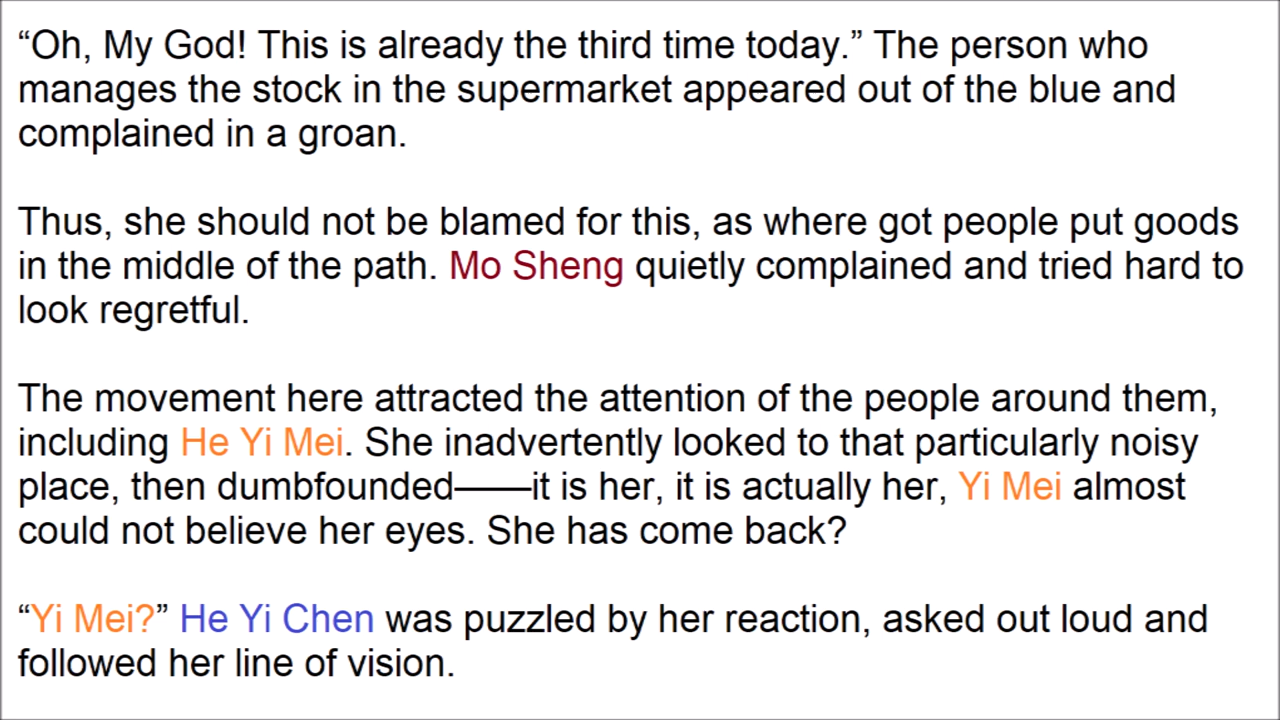 “Oh, My God! This is already the third time today.” The person who
manages the stock in the supermarket appeared out of the blue and
complained in a groan.
Thus, she should not be blamed for this, as where got people put goods
in the middle of the path. Mo Sheng quietly complained and tried hard to
look regretful.
The movement here attracted the attention of the people around them,
including He Yi Mei. She inadvertently looked to that particularly noisy
place, then dumbfounded——it is her, it is actually her, Yi Mei almost
could not believe her eyes. She has come back?
“Yi Mei?” He Yi Chen was puzzled by her reaction, asked out loud and
followed her line of vision.